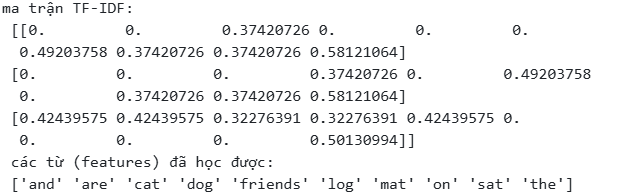 ma trận TF-IDF:
[[0. 0. 0.37420726 0. 0. 0.
0.49203758 0.37420726 0.37420726 0.58121064]
[0. 0. 0. 0.37420726 0. 0.49203758
0. 0.37420726 0.37420726 0.58121064]
[0.42439575 0.42439575 0.32276391 0.32276391 0.42439575 0.
0. 0. 0. 0.50130994]]
các từ (features) đã học được:
['and' 'are' 'cat' 'dog' 'friends' 'log' 'mat' 'on' 'sat' 'the']